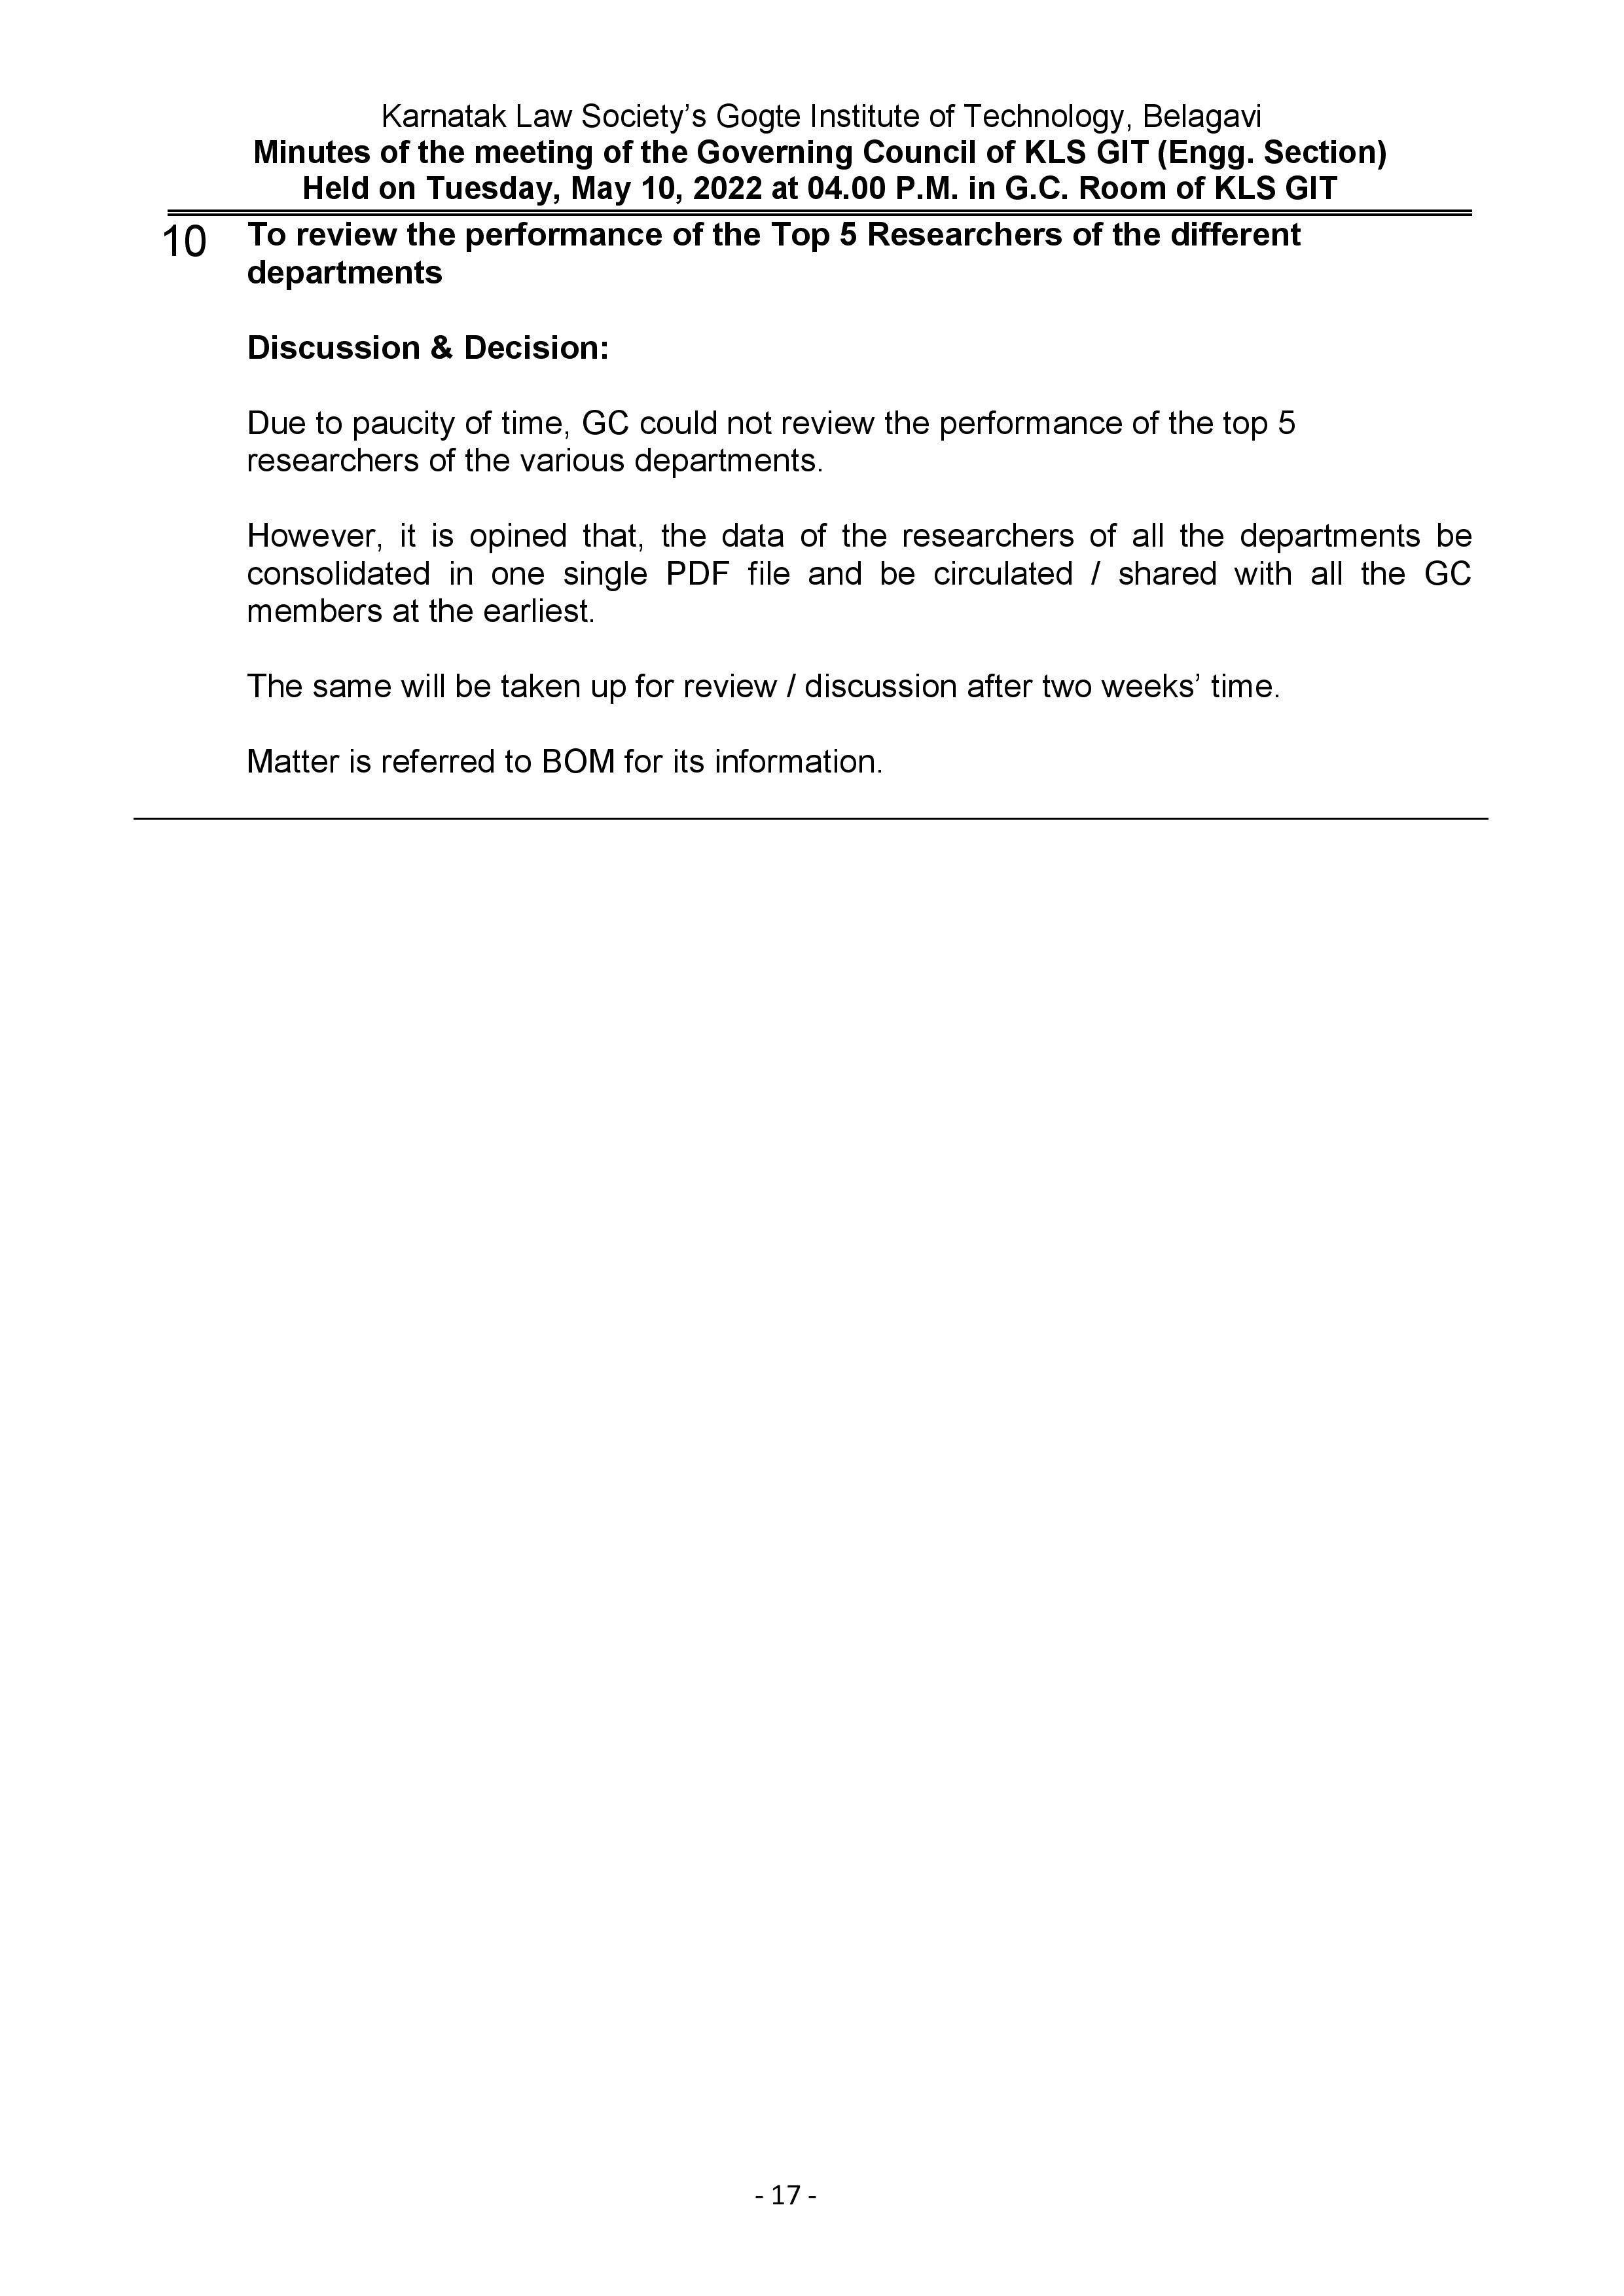 Karnatak Law Society’s Gogte Institute of Technology, Belagavi
Minutes of the meeting of the Governing Council of KLS GIT (Engg. Section)
Held on Tuesday, May 10, 2022 at 04.00 P.M. in G.C. Room of KLS GIT
10 To review the performance of the Top 5 Researchers of the different
departments
Discussion & Decision:
Due to paucity of time, GC could not review the performance of the top 5
researchers of the various departments.
However, it is opined that, the data of the researchers of all the departments be
consolidated in one single PDF file and be circulated / shared with all the GC
members at the earliest.
The same will be taken up for review / discussion after two weeks’ time.
Matter is referred to BOM for its information.
- 17 -